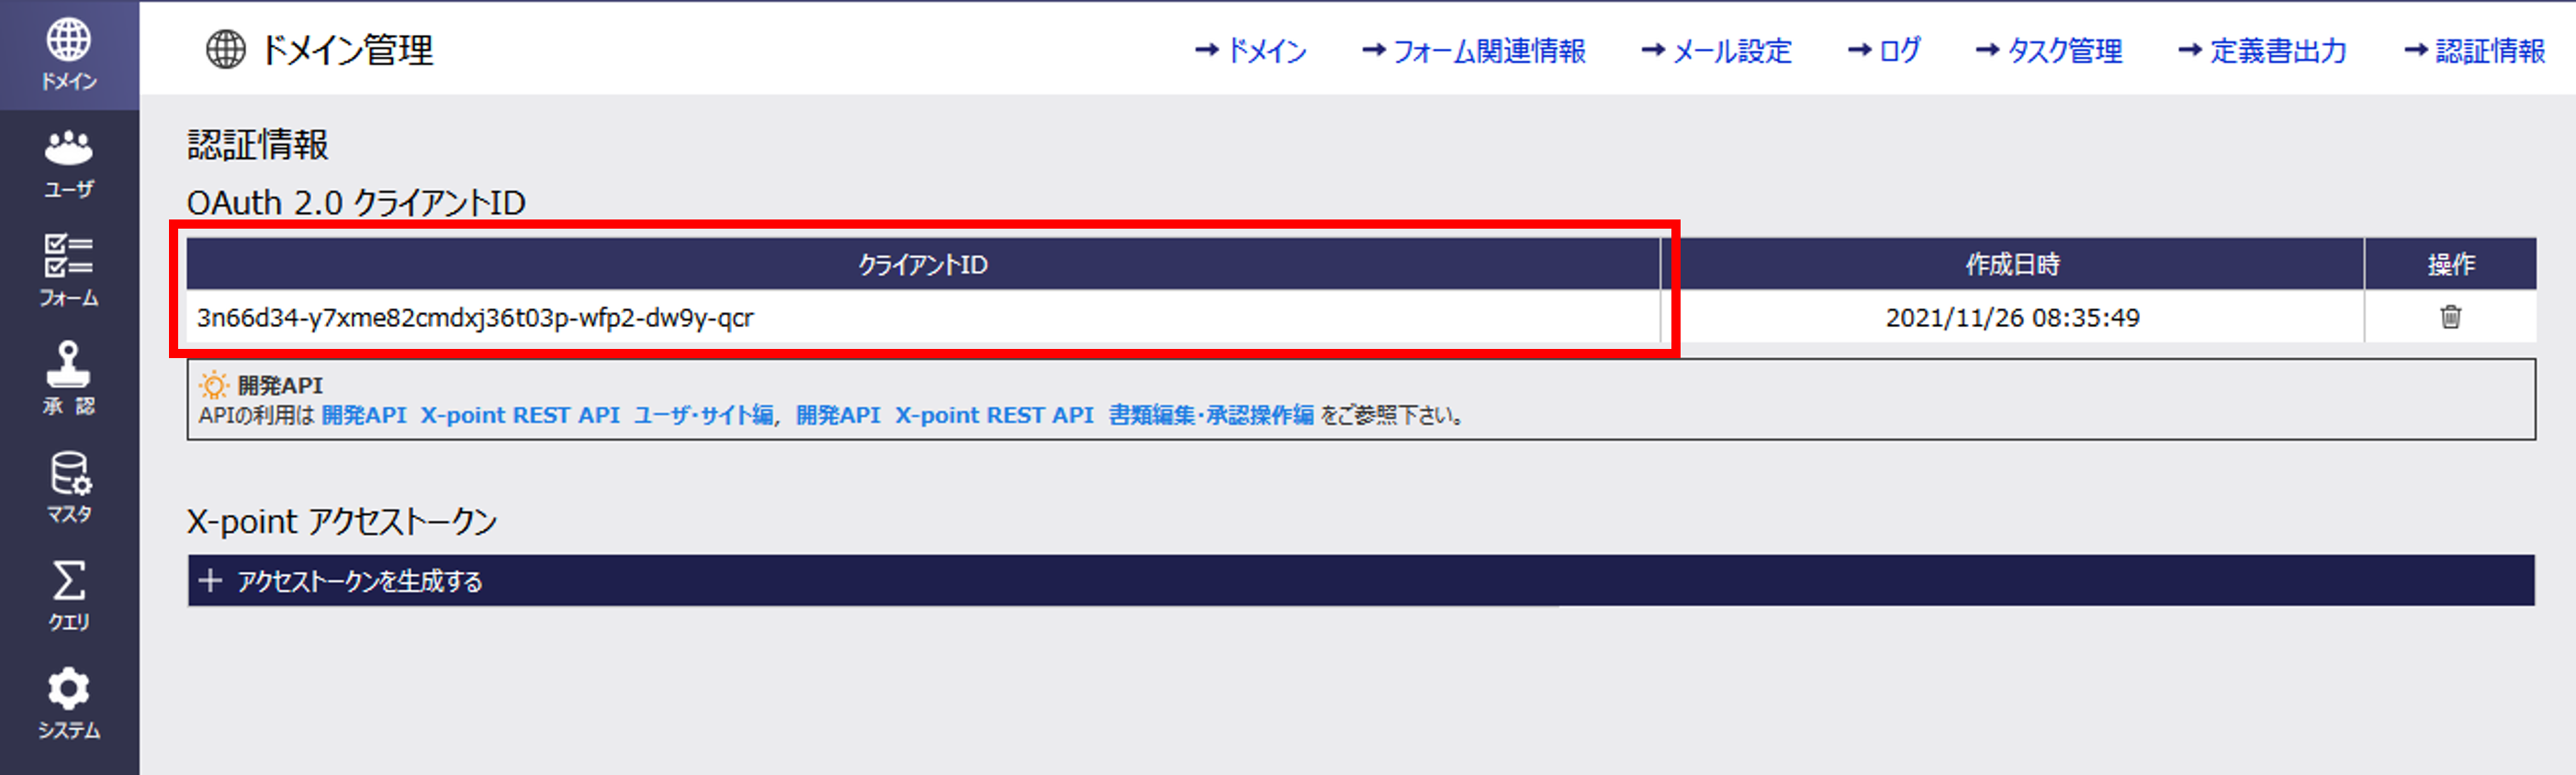 ドメイン
ユーザ
フォーム
承 認
マスタ
クエリ
システム
ドメイン管理
→ドメイン →フォーム関連情報 →メール設定 →ログ →タスク管理 →定義書出力 →認証情報
認証情報
OAuth 2.0 クライアントID
クライアントID 作成日時 操作
3n66d34-y7xme82cmdxj36t03p-wfp2-dw9y-qcr 2021/11/26 08:35:49
開発API
APIの利用は 開発API X-point REST API ユーザ・サイト編, 開発API X-point REST API 書類編集・承認操作編 をご参照下さい。
X-point アクセストークン
＋ アクセストークンを生成する